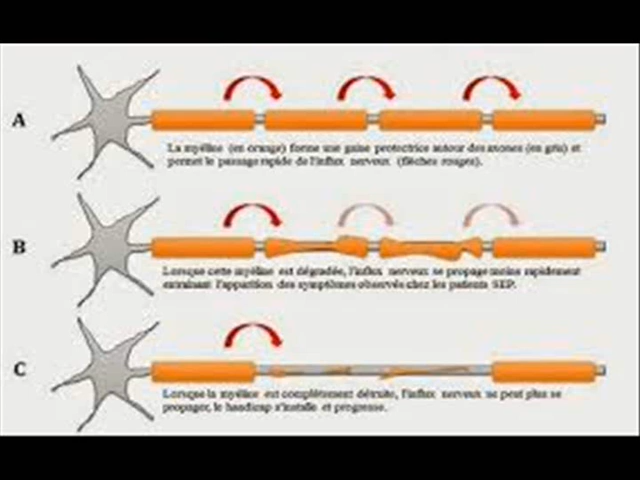 A
La myéline (en orange) forme une gaine protectrice autour des axones (en gris) et
permet le passage rapide de l'influx nerveux (flèches rouges).
B
Lorsque cette myéline est dégradée, l'influx nerveux se propage moins rapidement
entraînant l'apparition des symptômes observés chez les patients SEP.
C
Lorsque la myéline est complètement détruite, l'influx nerveux ne peut plus se
propager, le handicap s'installe et progresse.